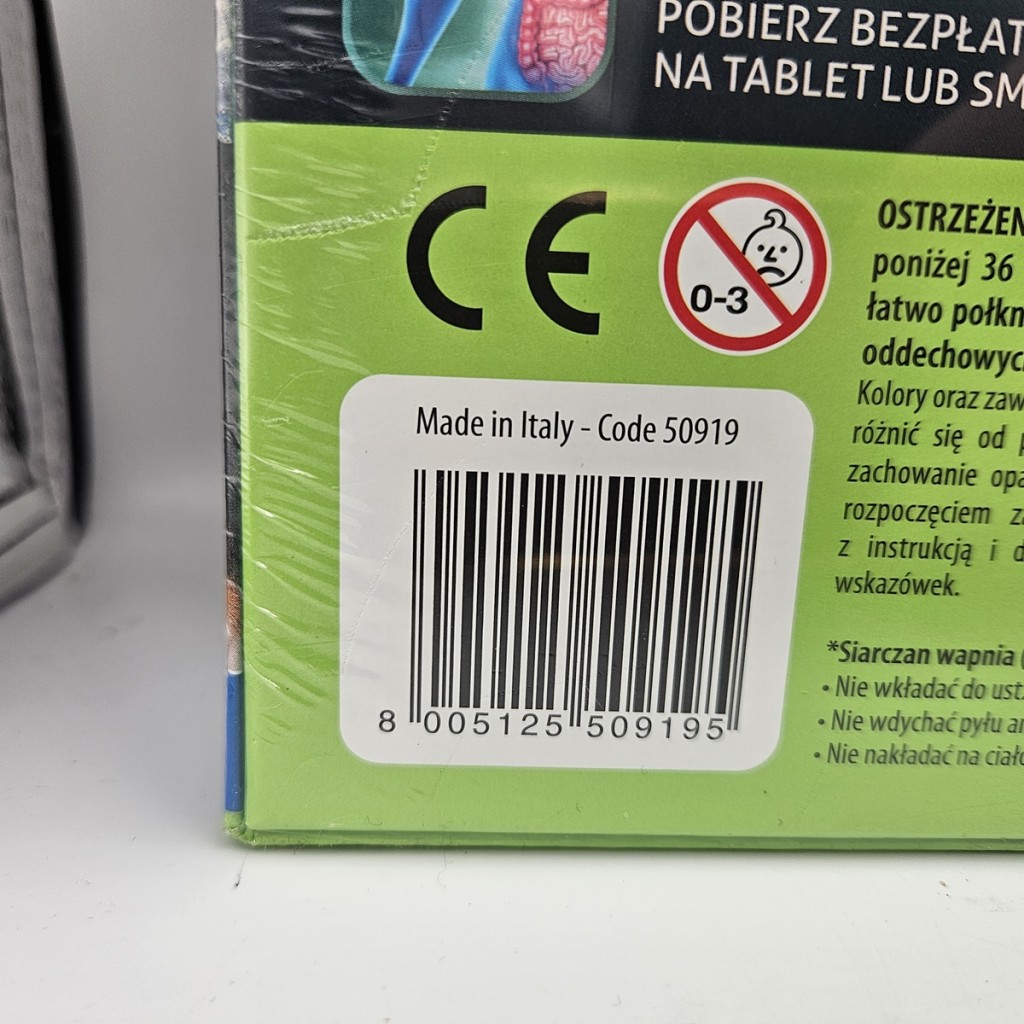 POBIERZ BEZPŁAT
NA TABLET LUB SM
CE
0-3
OSTRZEŻEN
poniżej 36
łatwo połkn
oddechowyc
Kolory oraz zaw
różnić się od p
zachowanie opa
rozpoczęciem za
z instrukcją i d
wskazówek.
Made in Italy - Code 50919
8 005125 509195
*Siarczan wapnia (
• Nie wkładać do ust.
• Nie wdychać pyłu an
• Nie nakładać na ciało